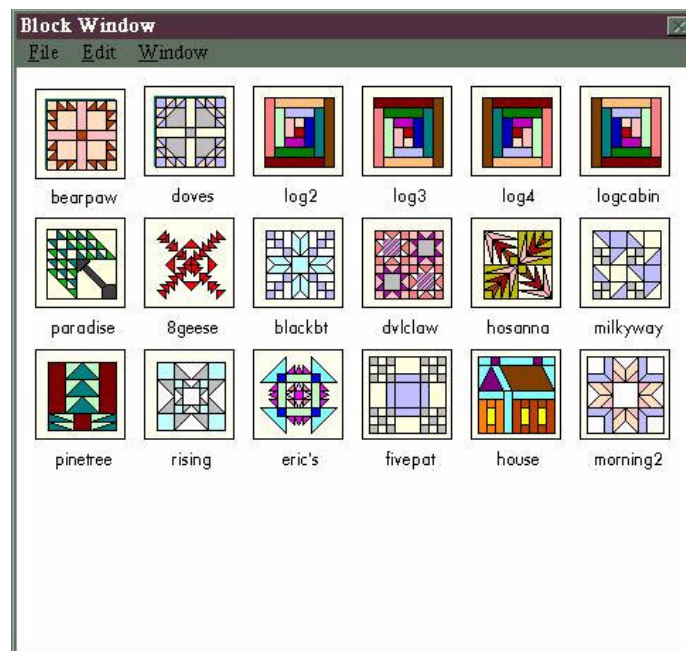 Block Window
File Edit Window
bearpaw doves log2 log3 log4 logcabin
paradise 8geese blackbt dvlclaw hosanna milkyway
pinetree rising eric's fivepat house morning2